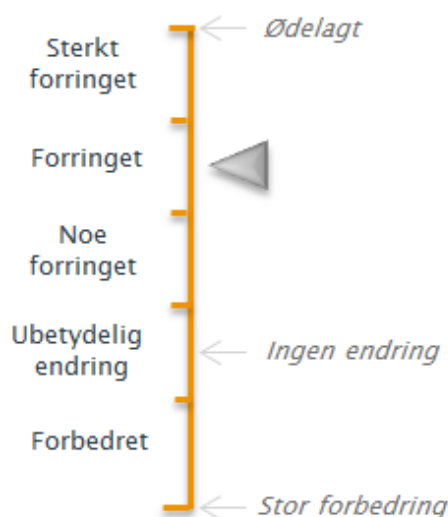 Ødelagt
Sterkt
forringet
Forringet
Noe
forringet
Ubetydelig
endring
Ingen endring
Forbedret
Stor forbedring